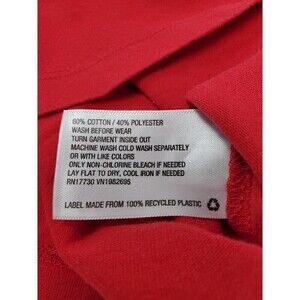 60% COTTON / 40% POLYESTER
WASH BEFORE WEAR
TURN GARMENT INSIDE OUT
MACHINE WASH COLD WASH SEPARATELY
OR WITH LIKE COLORS
ONLY NON-CHLORINE BLEACH IF NEEDED
LAY FLAT TO DRY, COOL IRON IF NEEDED
RN17730 VN1982695
LABEL MADE FROM 100% RECYCLED PLASTIC